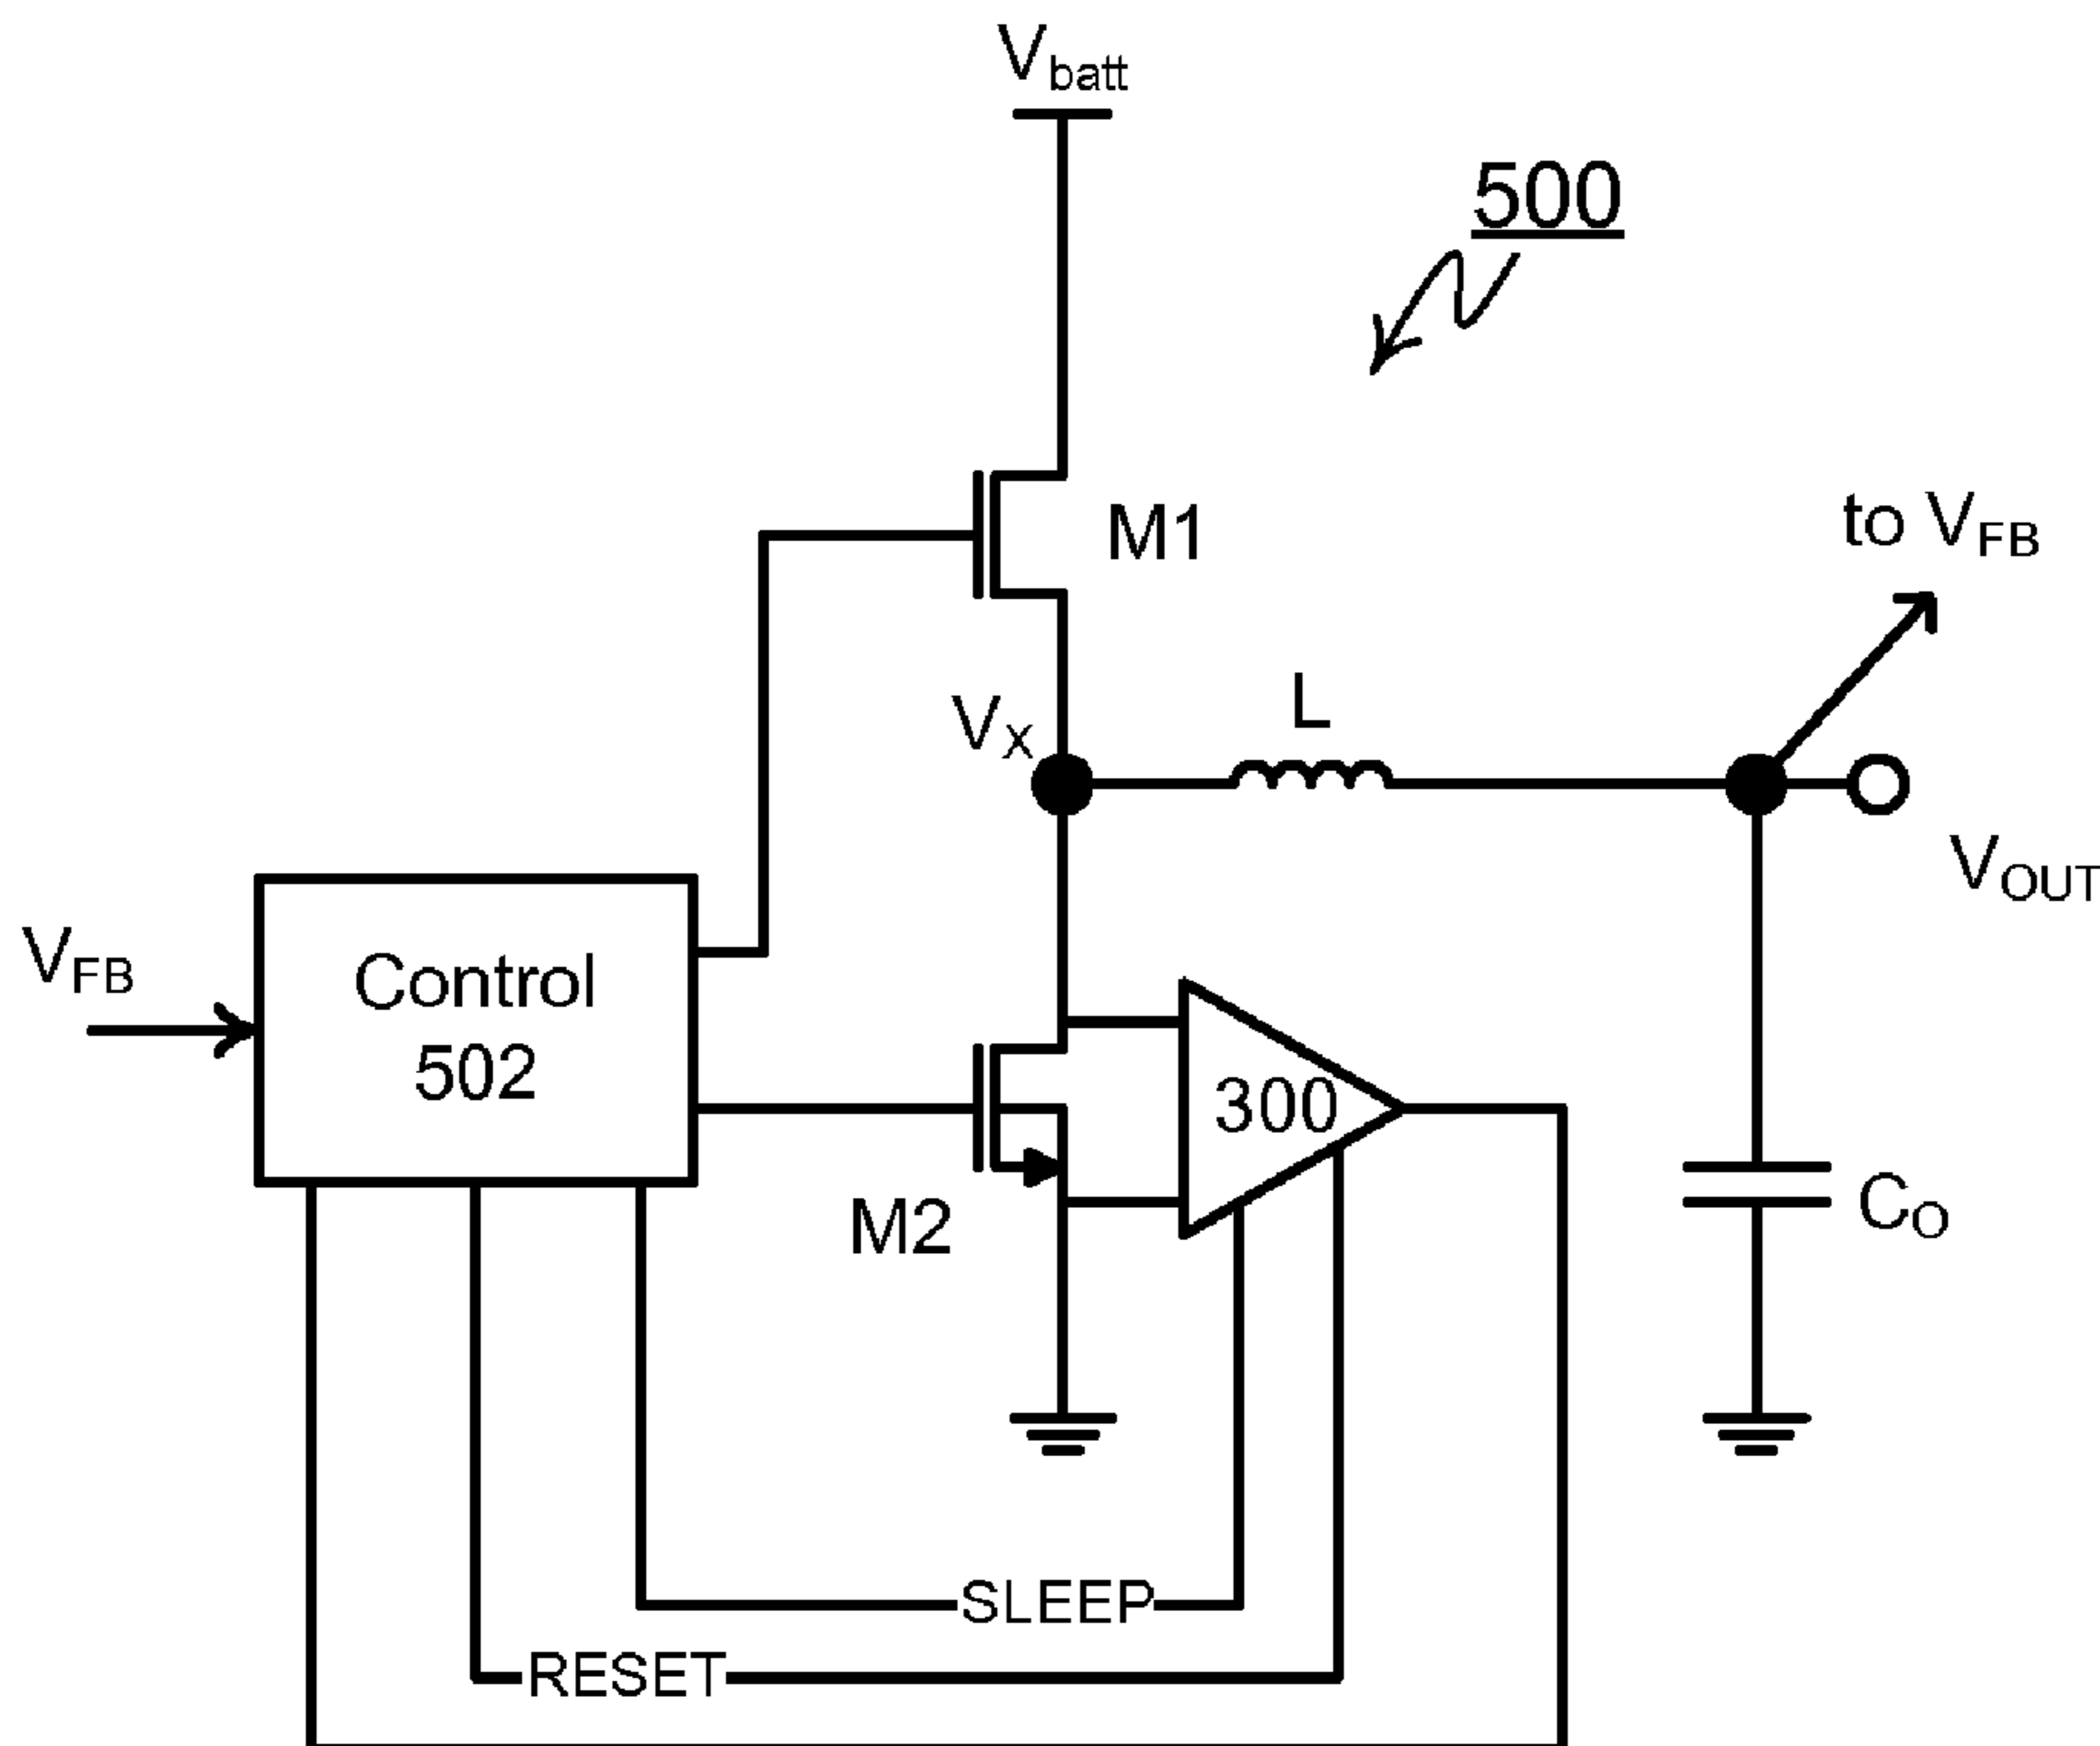 Vbatt
500
M1
to VFB
L
VX
VOUT
VFB
Control
502
300
M2
CO
SLEEP
RESET